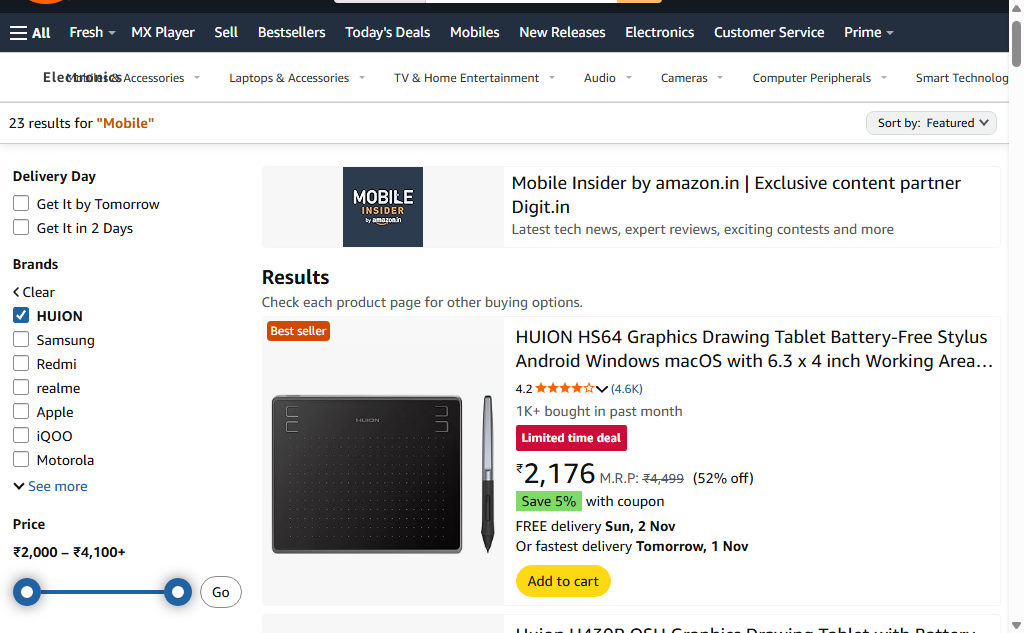 All
Fresh
MX Player
Sell
Bestsellers
Today's Deals
Mobiles
New Releases
Electronics
Customer Service
Prime
Electronics
Mobiles & Accessories
Laptops & Accessories
TV & Home Entertainment
Audio
Cameras
Computer Peripherals
Smart Technolog
23 results for "Mobile"
Sort by: Featured
Delivery Day
Get It by Tomorrow
Get It in 2 Days
Brands
Clear
HUION
Samsung
Redmi
realme
Apple
iQOO
Motorola
See more
Price
₹2,000 – ₹4,100+
Go
MOBILE
INSIDER
by amazon.in
Mobile Insider by amazon.in | Exclusive content partner
Digit.in
Latest tech news, expert reviews, exciting contests and more
Results
Check each product page for other buying options.
Best seller
HUION
HUION HS64 Graphics Drawing Tablet Battery-Free Stylus
Android Windows macOS with 6.3 x 4 inch Working Area…
4.2 (4.6K)
1K+ bought in past month
Limited time deal
₹2,176 M.R.P: ₹4,499 (52% off)
Save 5% with coupon
FREE delivery Sun, 2 Nov
Or fastest delivery Tomorrow, 1 Nov
Add to cart
Huion H430P OSU Graphics Drawing Tablet with Battery-